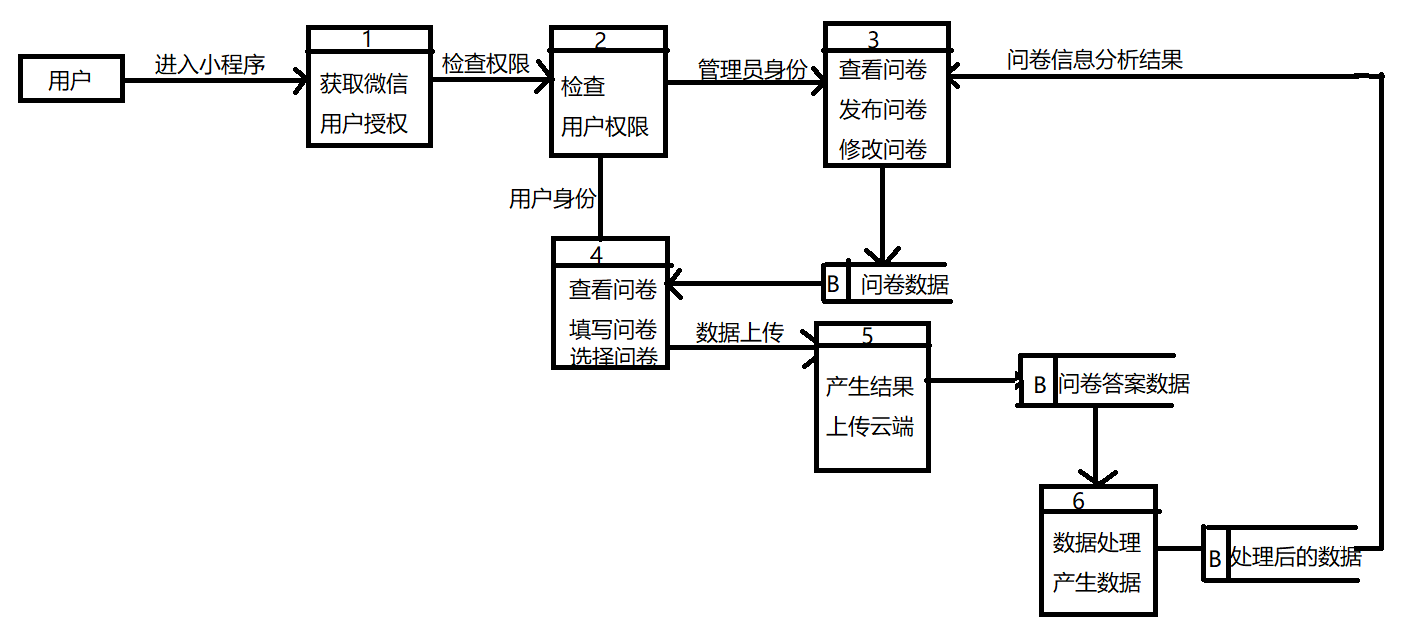 用户
进入小程序
1
获取微信
用户授权
检查权限
2
检查
用户权限
管理员身份
3
查看问卷
发布问卷
修改问卷
问卷信息分析结果
用户身份
4
查看问卷
填写问卷
选择问卷
B 问卷数据
数据上传
5
产生结果
上传云端
B 问卷答案数据
6
数据处理
产生数据
B 处理后的数据